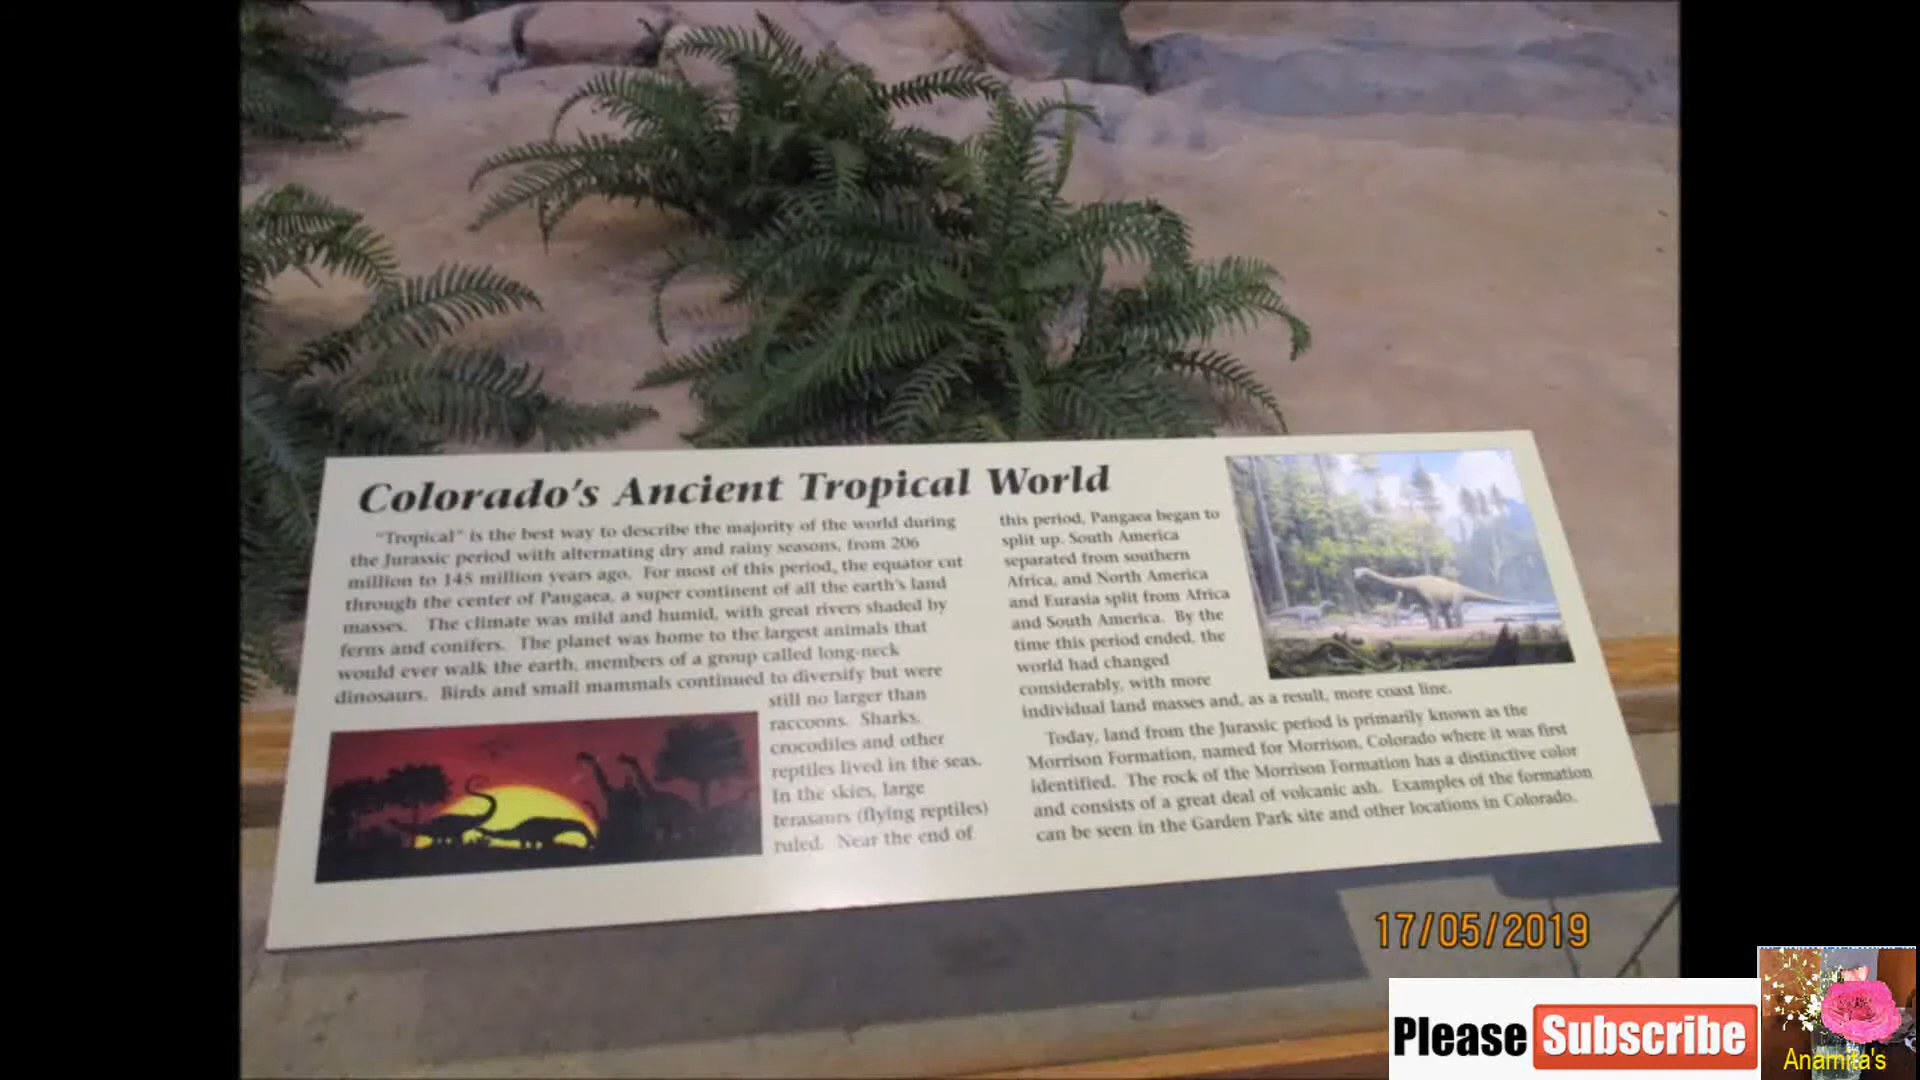 Colorado's Ancient Tropical World
"Tropical" is the best way to describe the majority of the world during
the Jurassic period with alternating dry and rainy seasons, from 206
million to 145 million years ago. For most of this period, the equator cut
through the center of Pangaea, a super continent of all the earth's land
masses. The climate was mild and humid, with great rivers shaded by
ferns and conifers. The planet was home to the largest animals that
would ever walk the earth, members of a group called long-neck
dinosaurs. Birds and small mammals continued to diversify but were
still no larger than
raccoons. Sharks,
crocodiles and other
reptiles lived in the seas.
In the skies, large
terasaurs (flying reptiles)
ruled. Near the end of
this period, Pangaea began to
split up. South America
separated from southern
Africa, and North America
and Eurasia split from Africa
and South America. By the
time this period ended, the
world had changed
considerably, with more
individual land masses and, as a result, more coast line.
Today, land from the Jurassic period is primarily known as the
Morrison Formation, named for Morrison, Colorado where it was first
identified. The rock of the Morrison Formation has a distinctive color
and consists of a great deal of volcanic ash. Examples of the formation
can be seen in the Garden Park site and other locations in Colorado.
17/05/2019
Please Subscribe
Anamita's